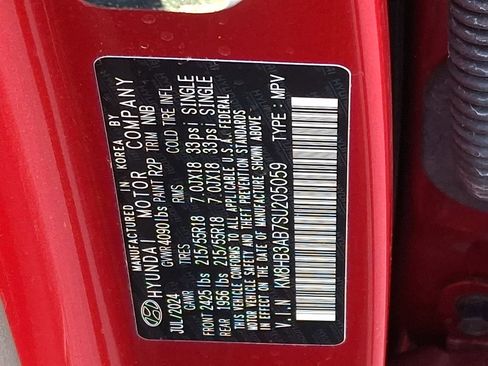 MANUFACTURED IN KOREA BY
HYUNDAI MOTOR COMPANY
JUL/2024 GVWR 4090 lbs PAINT R2P TRIM NNB
GAWR TIRES RIMS COLD TIRE INFL
FRONT 2425 lbs 215/55R18 7.0JX18 33psi SINGLE
REAR 1956 lbs 215/55R18 7.0JX18 33psi SINGLE
THIS VEHICLE CONFORMS TO ALL APPLICABLE U.S.A. FEDERAL
MOTOR VEHICLE SAFETY, BUMPER, AND THEFT PREVENTION
STANDARDS IN EFFECT ON THE DATE OF MANUFACTURE SHOWN ABOVE
V.I.N KM8HB3AB7SU205059 TYPE : MPV